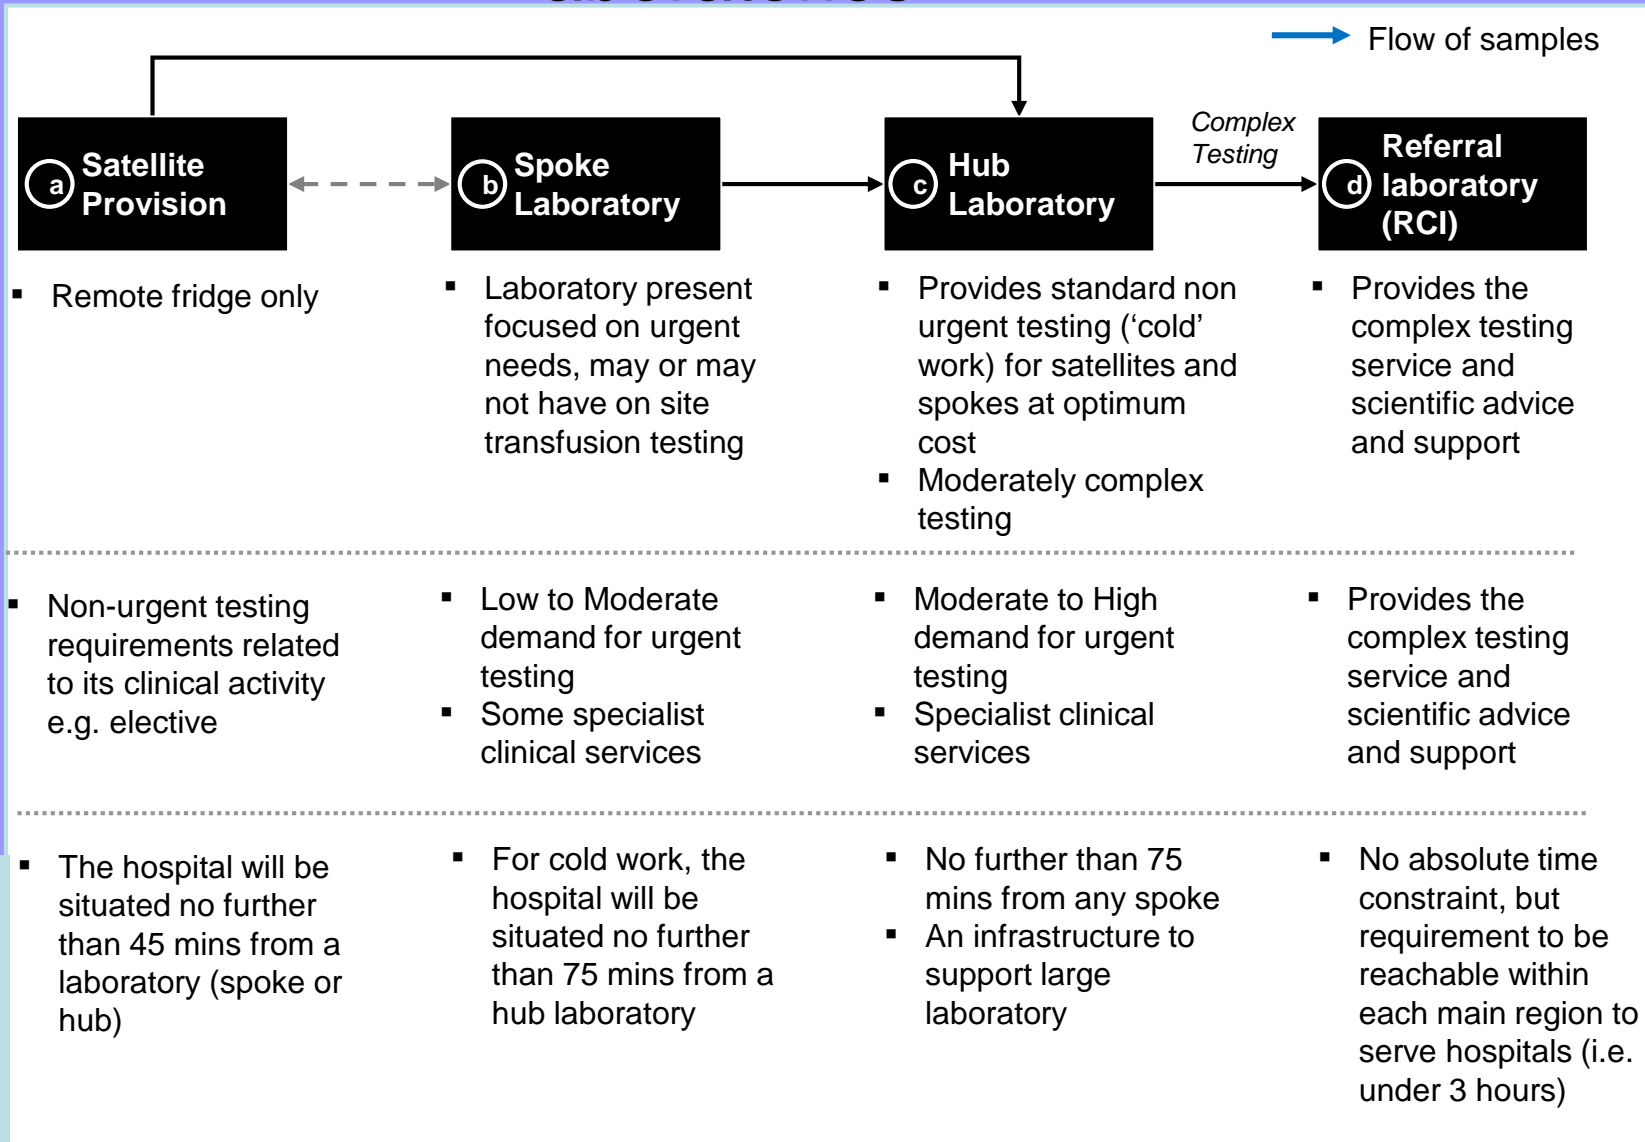 Flow of samples
Complex
Testing
a
Satellite
Provision
b
Spoke
Laboratory
c
Hub
Laboratory
d
Referral
laboratory
(RCI)
▪ Remote fridge only
▪ Laboratory present
focused on urgent
needs, may or may
not have on site
transfusion testing
▪ Provides standard non
urgent testing (‘cold’
work) for satellites and
spokes at optimum
cost
▪ Moderately complex
testing
▪ Provides the
complex testing
service and
scientific advice
and support
▪ Non-urgent testing
requirements related
to its clinical activity
e.g. elective
▪ Low to Moderate
demand for urgent
testing
▪ Some specialist
clinical services
▪ Moderate to High
demand for urgent
testing
▪ Specialist clinical
services
▪ Provides the
complex testing
service and
scientific advice
and support
▪ The hospital will be
situated no further
than 45 mins from a
laboratory (spoke or
hub)
▪ For cold work, the
hospital will be
situated no further
than 75 mins from a
hub laboratory
▪ No further than 75
mins from any spoke
▪ An infrastructure to
support large
laboratory
▪ No absolute time
constraint, but
requirement to be
reachable within
each main region to
serve hospitals (i.e.
under 3 hours)